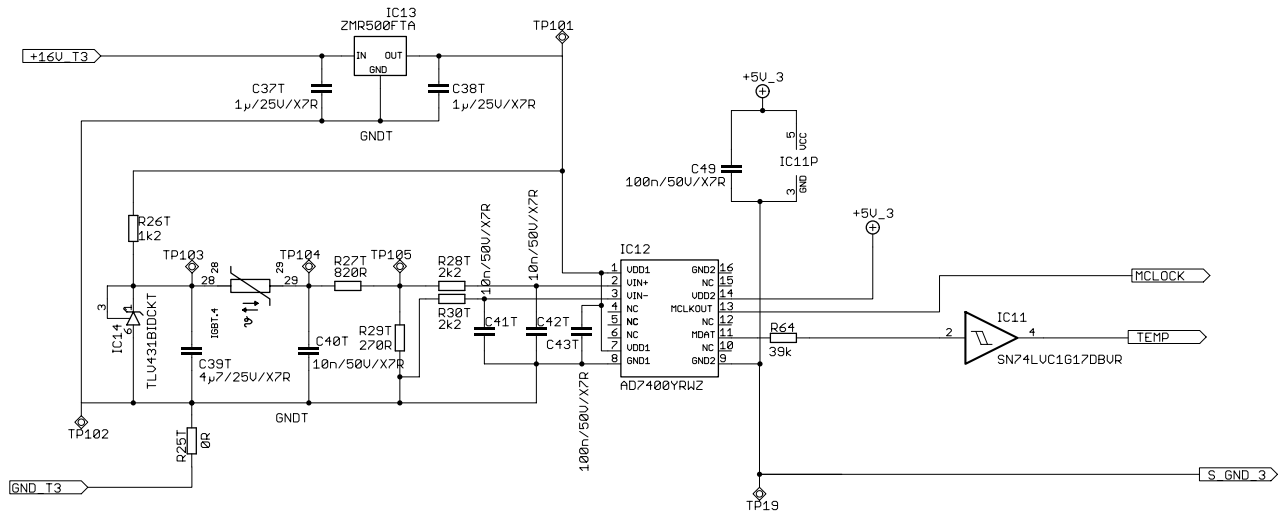 IC13
ZMR500FTA
TP101
+16V_T3
IN OUT
GND
C37T
1µ/25V/X7R
C38T
1µ/25V/X7R
GNDT
+5V_3
5 VCC
C49
100n/50V/X7R
IC11P
3 GND
+5V_3
R26T
1k2
TP103
28
28
29
29
TP104
R27T
820R
TP105
R28T
2k2
10n/50V/X7R
10n/50V/X7R
R30T
2k2
IC12
1 VDD1 GND2 16
2 VIN+ NC 15
3 VIN- VDD2 14
4 NC MCLKOUT 13
5 NC NC 12
6 NC MDAT 11
7 VDD1 NC 10
8 GND1 GND2 9
AD7400YRWZ
MCLOCK
R64
39k
IC11
2
4
SN74LVC1G17DBVR
TEMP
3
1
6
IC14
TLV431BIDCKT
IGBT.4
ϑ
C39T
4µ7/25V/X7R
C40T
10n/50V/X7R
R29T
270R
C41T
C42T
C43T
100n/50V/X7R
GNDT
TP102
R25T
0R
GND_T3
S_GND_3
TP19